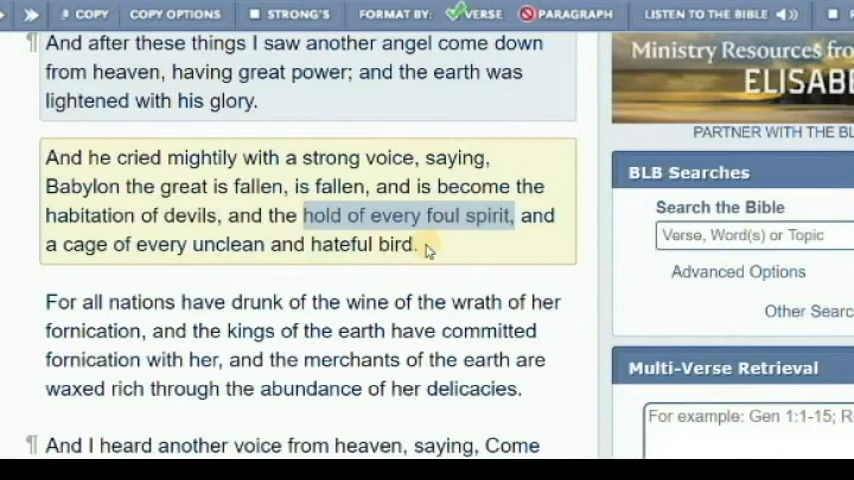 COPY COPY OPTIONS STRONG'S FORMAT BY: VERSE PARAGRAPH LISTEN TO THE BIBLE
¶ And after these things I saw another angel come down
from heaven, having great power; and the earth was
lightened with his glory.
And he cried mightily with a strong voice, saying,
Babylon the great is fallen, is fallen, and is become the
habitation of devils, and the hold of every foul spirit, and
a cage of every unclean and hateful bird.
For all nations have drunk of the wine of the wrath of her
fornication, and the kings of the earth have committed
fornication with her, and the merchants of the earth are
waxed rich through the abundance of her delicacies.
¶ And I heard another voice from heaven, saying, Come
Ministry Resources fro
ELISABE
PARTNER WITH THE BL
BLB Searches
Search the Bible
Verse, Word(s) or Topic
Advanced Options
Other Searc
Multi-Verse Retrieval
For example: Gen 1:1-15; R